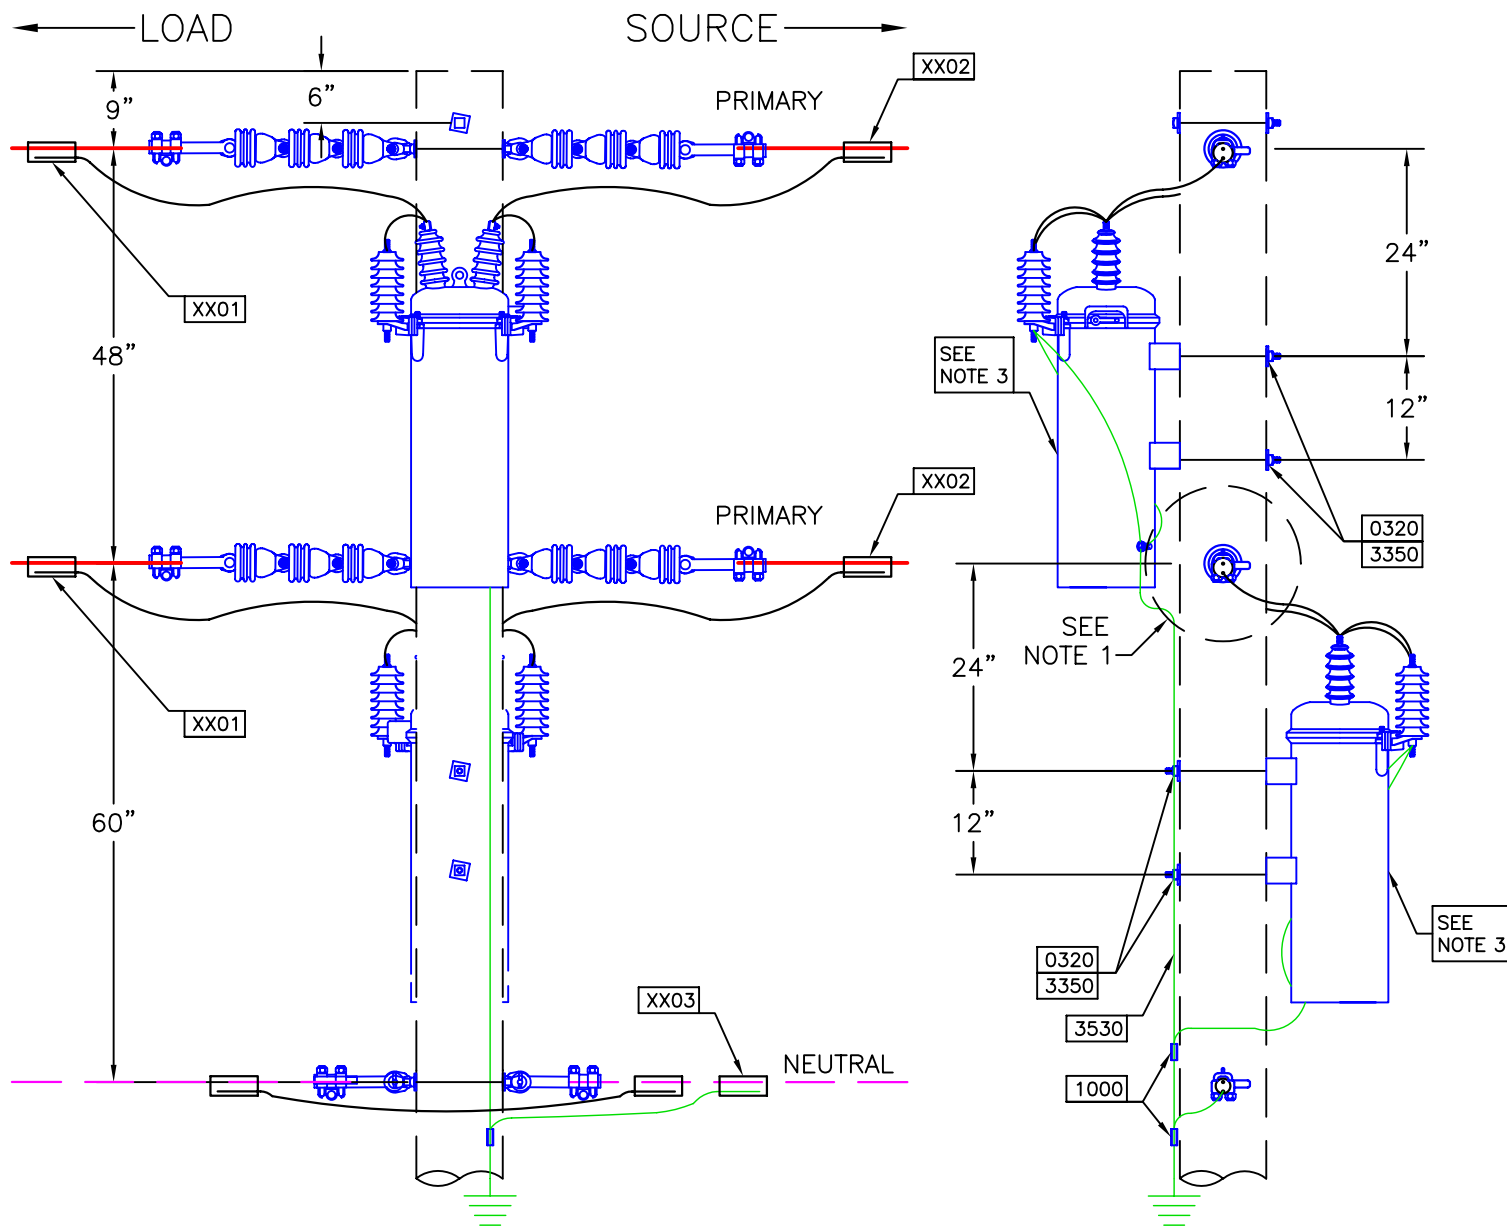 LOAD
SOURCE
XX02
PRIMARY
9”
6”
XX01
48”
24”
SEE
NOTE 3
12”
XX02
PRIMARY
0320
3350
SEE
NOTE 1
24”
XX01
60”
12”
SEE
NOTE 3
0320
3350
XX03
3530
NEUTRAL
1000